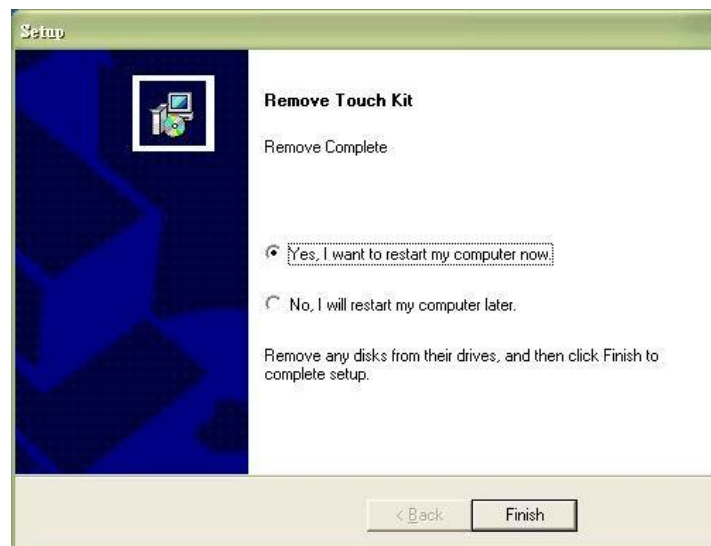 Setup
Remove Touch Kit
Remove Complete
Yes, I want to restart my computer now.
No, I will restart my computer later.
Remove any disks from their drives, and then click Finish to
complete setup.
< Back
Finish